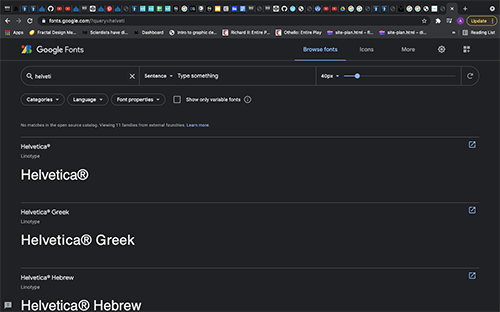 fonts.google.com/?query=helveti
Update
Apps
Fractal Design Me...
Scientists have di...
Dashboard
Intro to graphic de...
Richard II: Entire P...
Othello: Entire Play
site-plan.html - R...
site-plan.html - di...
Reading List
Google Fonts
Browse fonts
Icons
More
helveti
Sentence
Type something
40px
Categories
Language
Font properties
Show only variable fonts
No matches in the open source catalog. Viewing 11 families from external foundries. Learn more.
Helvetica®
Linotype
Helvetica®
Helvetica® Greek
Linotype
Helvetica® Greek
Helvetica® Hebrew
Linotype
Helvetica® Hebrew